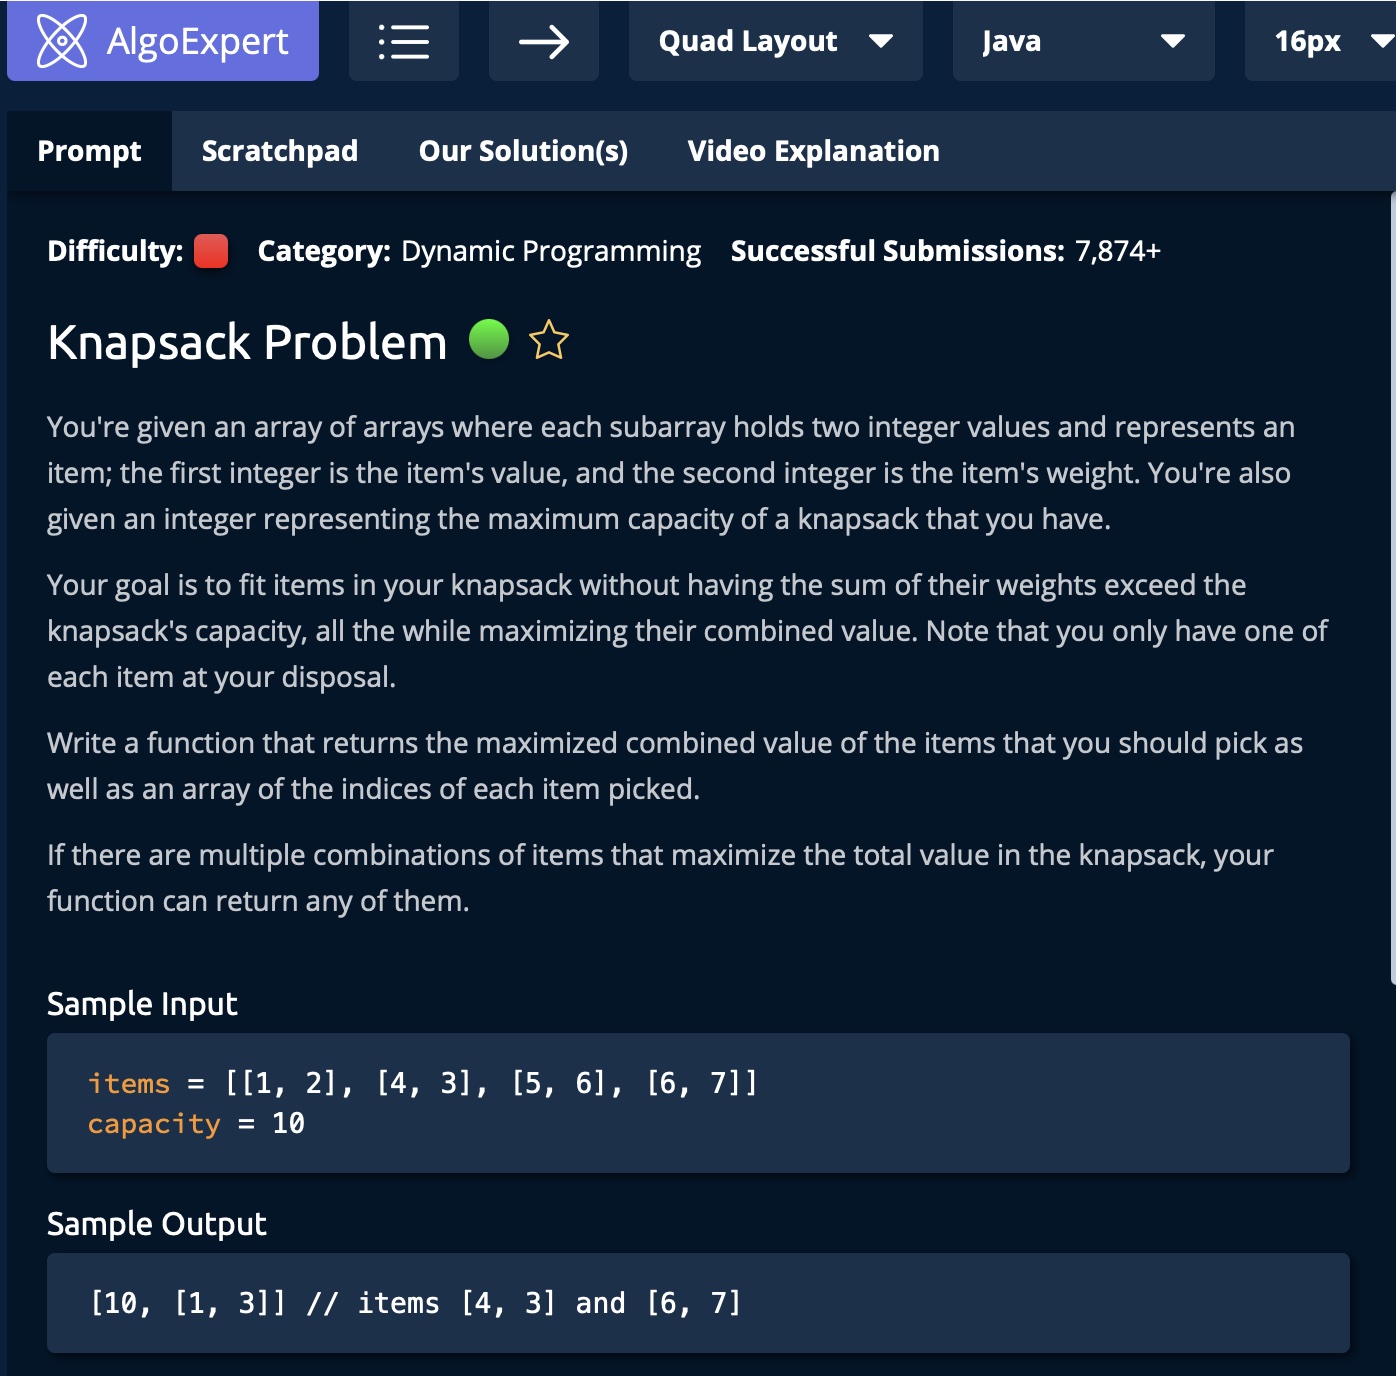 AlgoExpert Quad Layout Java 16px
Prompt Scratchpad Our Solution(s) Video Explanation
Difficulty: Category: Dynamic Programming Successful Submissions: 7,874+
Knapsack Problem
You're given an array of arrays where each subarray holds two integer values and represents an
item; the first integer is the item's value, and the second integer is the item's weight. You're also
given an integer representing the maximum capacity of a knapsack that you have.
Your goal is to fit items in your knapsack without having the sum of their weights exceed the
knapsack's capacity, all the while maximizing their combined value. Note that you only have one of
each item at your disposal.
Write a function that returns the maximized combined value of the items that you should pick as
well as an array of the indices of each item picked.
If there are multiple combinations of items that maximize the total value in the knapsack, your
function can return any of them.
Sample Input
items = [[1, 2], [4, 3], [5, 6], [6, 7]]
capacity = 10
Sample Output
[10, [1, 3]] // items [4, 3] and [6, 7]